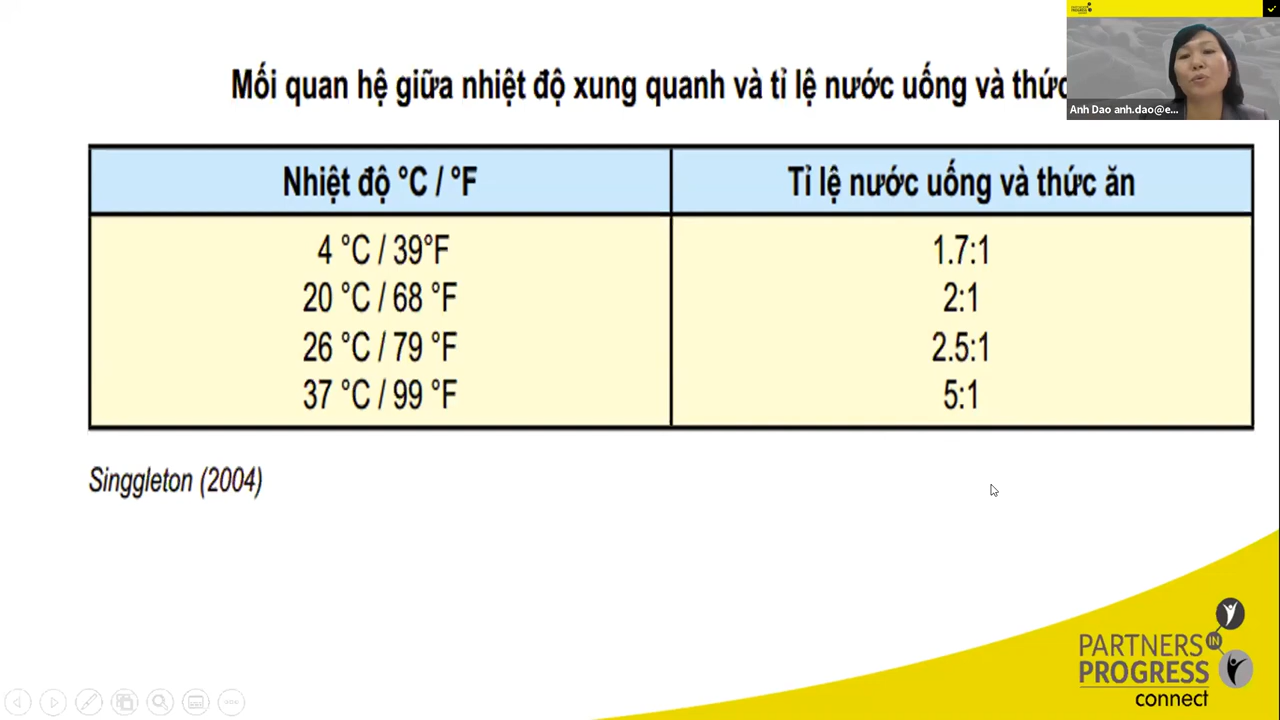 Mối quan hệ giữa nhiệt độ xung quanh và tỉ lệ nước uống và thức
Anh Dao anh.dao@e...
Nhiệt độ °C / °F
Tỉ lệ nước uống và thức ăn
4 °C / 39°F
1.7:1
20 °C / 68 °F
2:1
26 °C / 79 °F
2.5:1
37 °C / 99 °F
5:1
Singgleton (2004)
PARTNERS IN
PROGRESS
connect